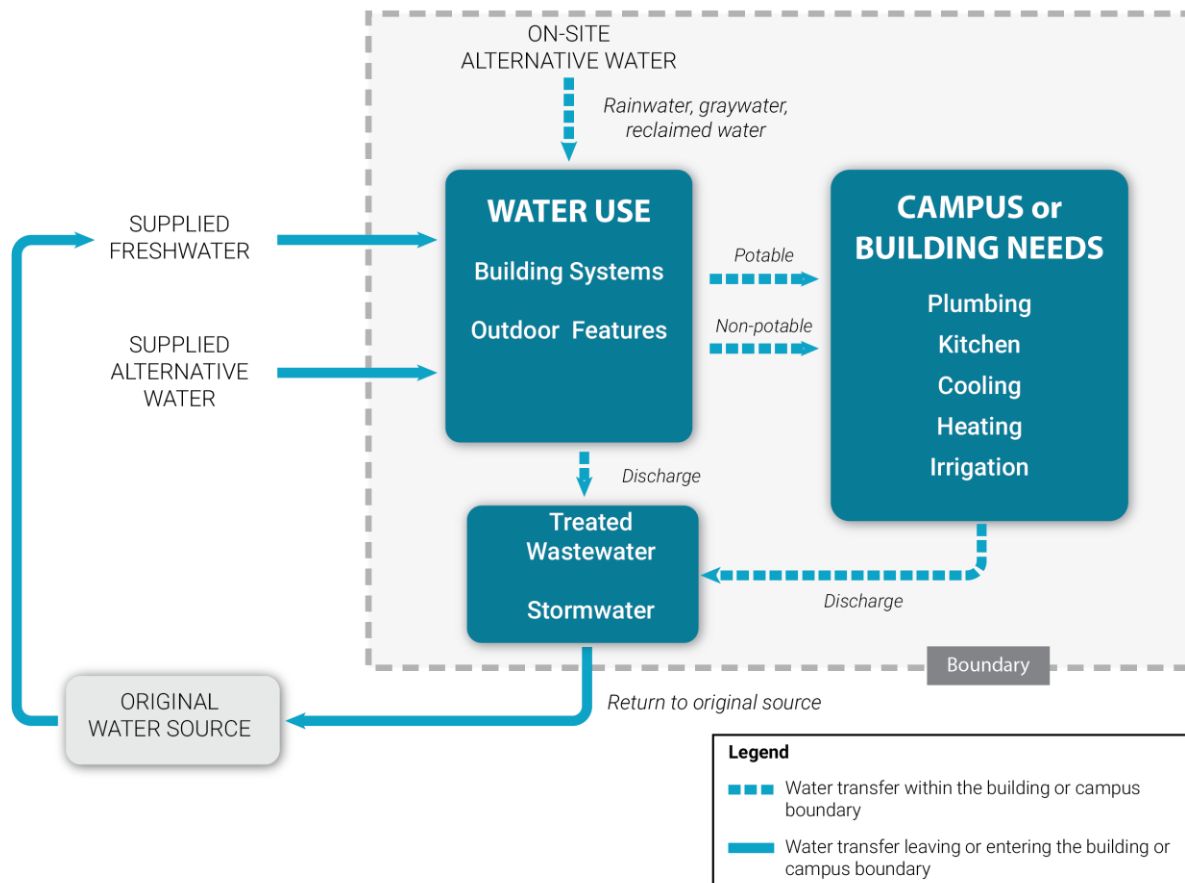 ON-SITE
ALTERNATIVE WATER
Rainwater, graywater,
reclaimed water
SUPPLIED
FRESHWATER
SUPPLIED
ALTERNATIVE
WATER
WATER USE
Building Systems
Outdoor Features
Potable
Non-potable
CAMPUS or
BUILDING NEEDS
Plumbing
Kitchen
Cooling
Heating
Irrigation
Discharge
Treated
Wastewater
Stormwater
Discharge
Boundary
ORIGINAL
WATER SOURCE
Return to original source
Legend
Water transfer within the building or campus
boundary
Water transfer leaving or entering the building or
campus boundary